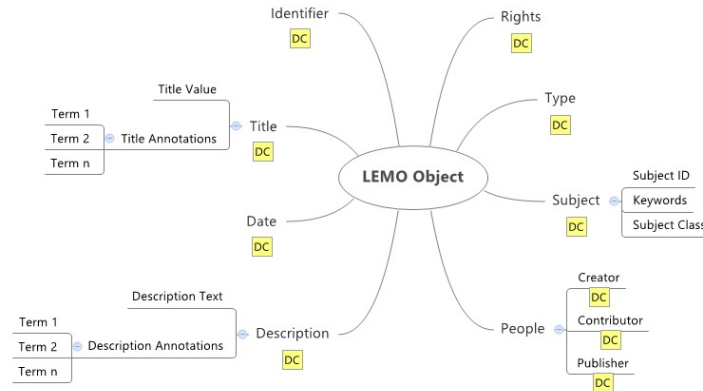 Identifier
DC
Rights
DC
Title Value
Term 1
Term 2
Term n
Title Annotations
Title
DC
Type
DC
LEMO Object
Subject
DC
Subject ID
Keywords
Subject Class
Date
DC
Description Text
Term 1
Term 2
Term n
Description Annotations
Description
DC
People
Creator
DC
Contributor
DC
Publisher
DC